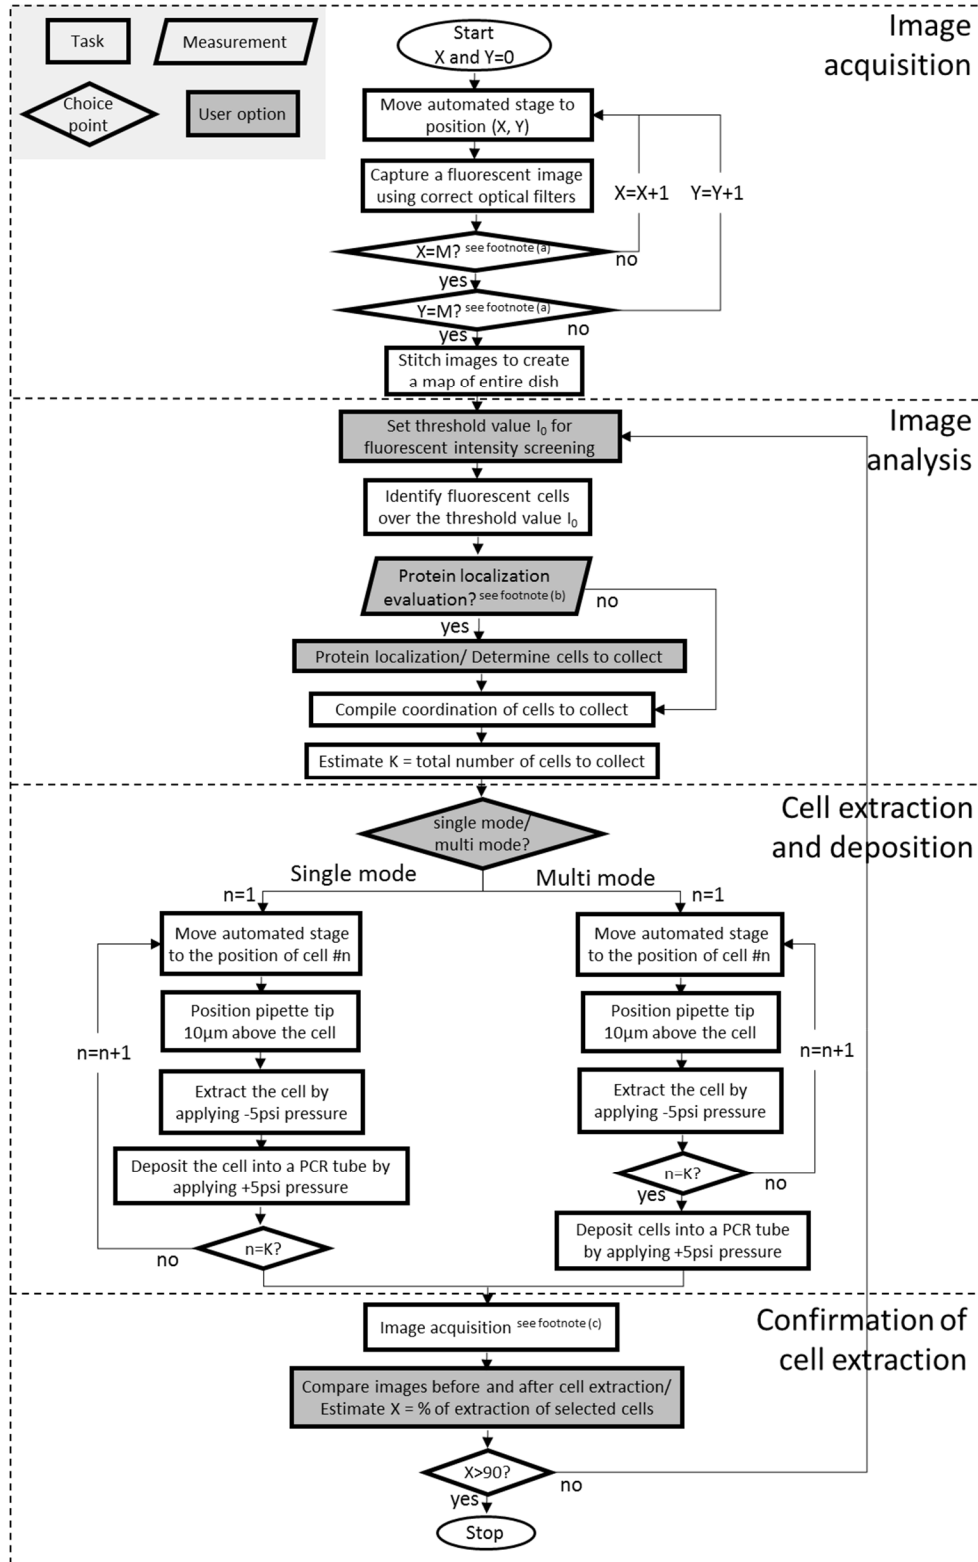 Task
Measurement
Choice
point
User option
Image
acquisition
Start
X and Y=0
Move automated stage to
position (X, Y)
Capture a fluorescent image
using correct optical filters
X=X+1
Y=Y+1
X=M? see footnote (a)
no
yes
Y=M? see footnote (a)
no
yes
Stitch images to create
a map of entire dish
Image
analysis
Set threshold value I0 for
fluorescent intensity screening
Identify fluorescent cells
over the threshold value I0
Protein localization
evaluation? see footnote (b)
no
yes
Protein localization/ Determine cells to collect
Compile coordination of cells to collect
Estimate K = total number of cells to collect
Cell extraction
and deposition
single mode/
multi mode?
Single mode
Multi mode
n=1
n=1
Move automated stage
to the position of cell #n
Position pipette tip
10µm above the cell
n=n+1
Extract the cell by
applying -5psi pressure
Deposit the cell into a PCR tube by
applying +5psi pressure
n=K?
no
Move automated stage
to the position of cell #n
Position pipette tip
10µm above the cell
n=n+1
Extract the cell by
applying -5psi pressure
n=K?
no
yes
Deposit cells into a PCR tube
by applying +5psi pressure
Confirmation of
cell extraction
Image acquisition see footnote (c)
Compare images before and after cell extraction/
Estimate X = % of extraction of selected cells
X>90?
no
yes
Stop